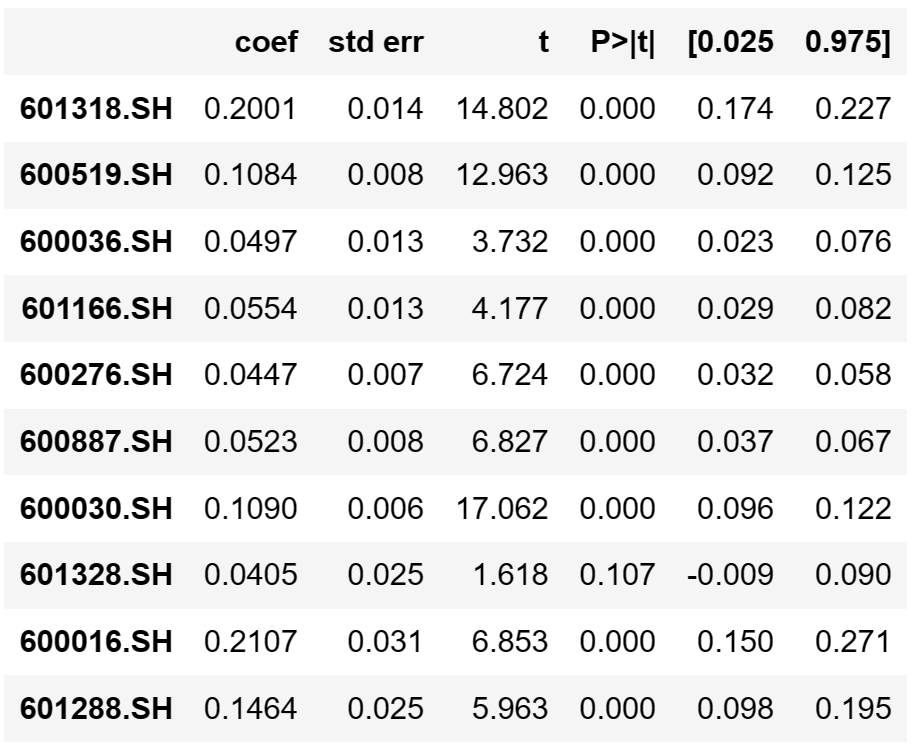 coef std err t P>|t| [0.025 0.975]
601318.SH 0.2001 0.014 14.802 0.000 0.174 0.227
600519.SH 0.1084 0.008 12.963 0.000 0.092 0.125
600036.SH 0.0497 0.013 3.732 0.000 0.023 0.076
601166.SH 0.0554 0.013 4.177 0.000 0.029 0.082
600276.SH 0.0447 0.007 6.724 0.000 0.032 0.058
600887.SH 0.0523 0.008 6.827 0.000 0.037 0.067
600030.SH 0.1090 0.006 17.062 0.000 0.096 0.122
601328.SH 0.0405 0.025 1.618 0.107 -0.009 0.090
600016.SH 0.2107 0.031 6.853 0.000 0.150 0.271
601288.SH 0.1464 0.025 5.963 0.000 0.098 0.195